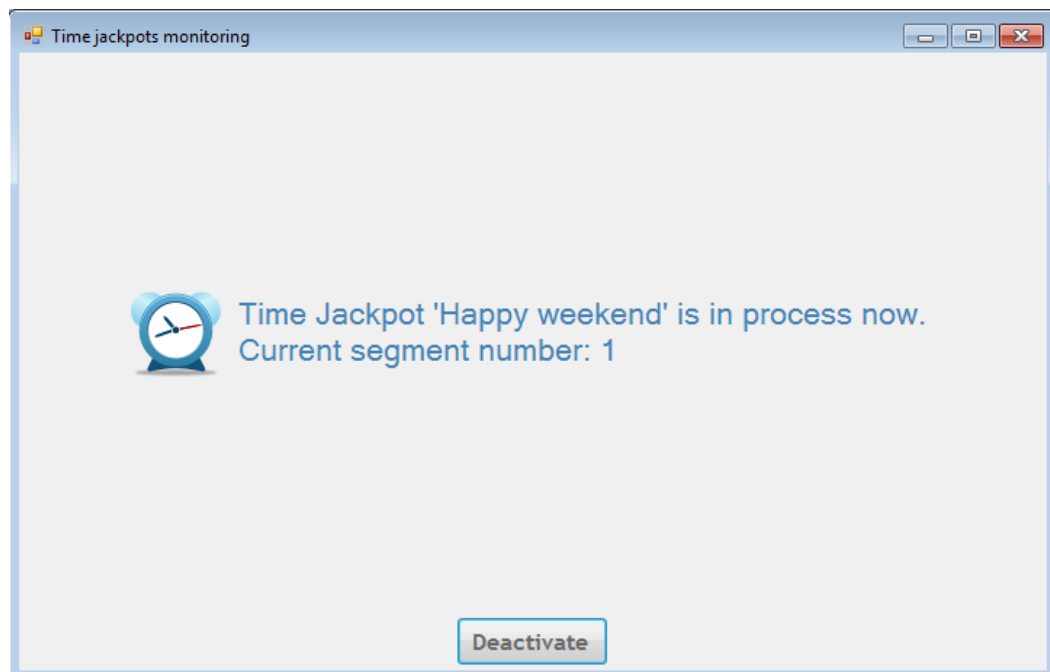 Time jackpots monitoring
Time Jackpot 'Happy weekend' is in process now.
Current segment number: 1
Deactivate